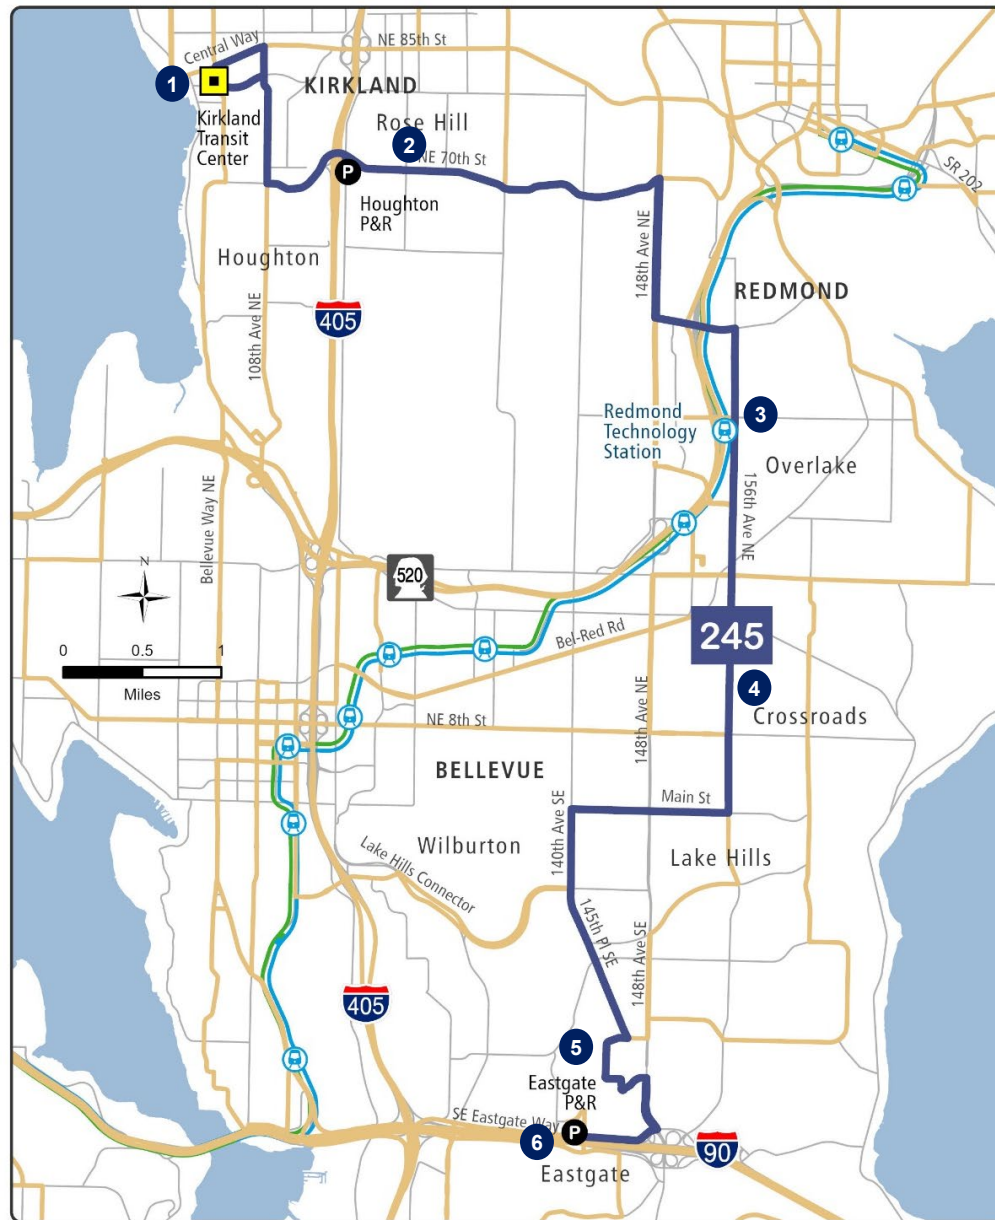 Central Way
NE 85th St
1
KIRKLAND
Kirkland
Transit
Center
Rose Hill
2
NE 70th St
P
Houghton
P&R
SR 202
Houghton
148th Ave NE
REDMOND
405
108th Ave NE
Redmond
Technology
Station
3
Overlake
156th Ave NE
Bellevue Way NE
520
N
0 0.5 1
Miles
Bel-Red Rd
245
4
Crossroads
NE 8th St
148th Ave NE
BELLEVUE
Main St
140th Ave SE
Wilburton
Lake Hills
Lake Hills Connector
145th Pl SE
148th Ave SE
405
5
Eastgate
P&R
SE Eastgate Way
P
6
90
Eastgate